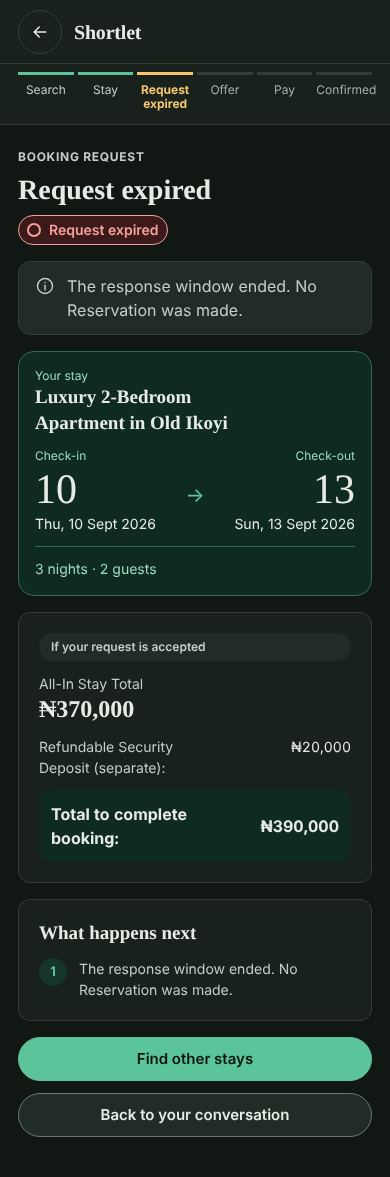 Shortlet
Search
Stay
Request
expired
Offer
Pay
Confirmed
BOOKING REQUEST
Request expired
Request expired
The response window ended. No
Reservation was made.
Your stay
Luxury 2-Bedroom
Apartment in Old Ikoyi
Check-in
Check-out
10
→
13
Thu, 10 Sept 2026
Sun, 13 Sept 2026
3 nights · 2 guests
If your request is accepted
All-In Stay Total
₦370,000
Refundable Security
Deposit (separate):
₦20,000
Total to complete
booking:
₦390,000
What happens next
1
The response window ended. No
Reservation was made.
Find other stays
Back to your conversation